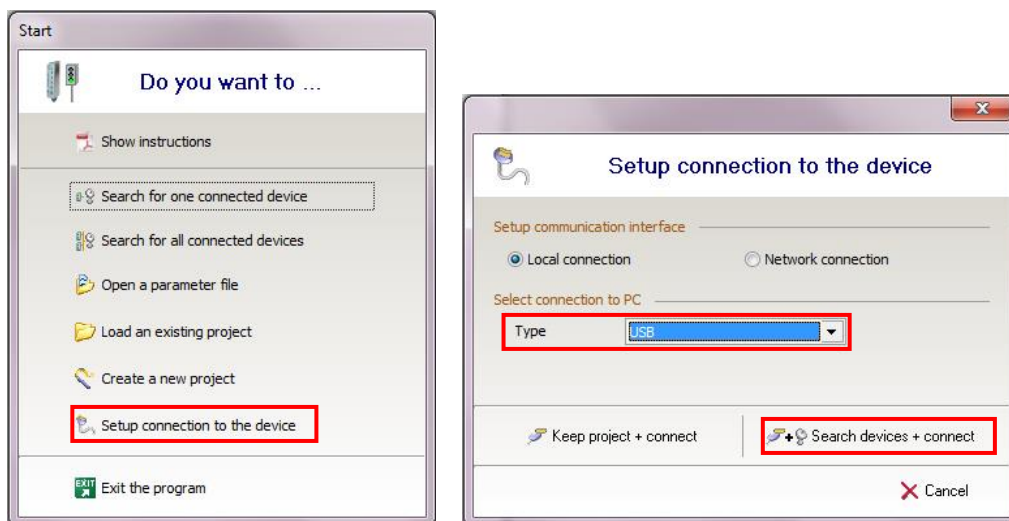 Start
Do you want to ...
Show instructions
Search for one connected device
Search for all connected devices
Open a parameter file
Load an existing project
Create a new project
Setup connection to the device
EXIT
Exit the program
Setup connection to the device
Setup communication interface
Local connection
Network connection
Select connection to PC
Type USB
Keep project + connect
Search devices + connect
Cancel